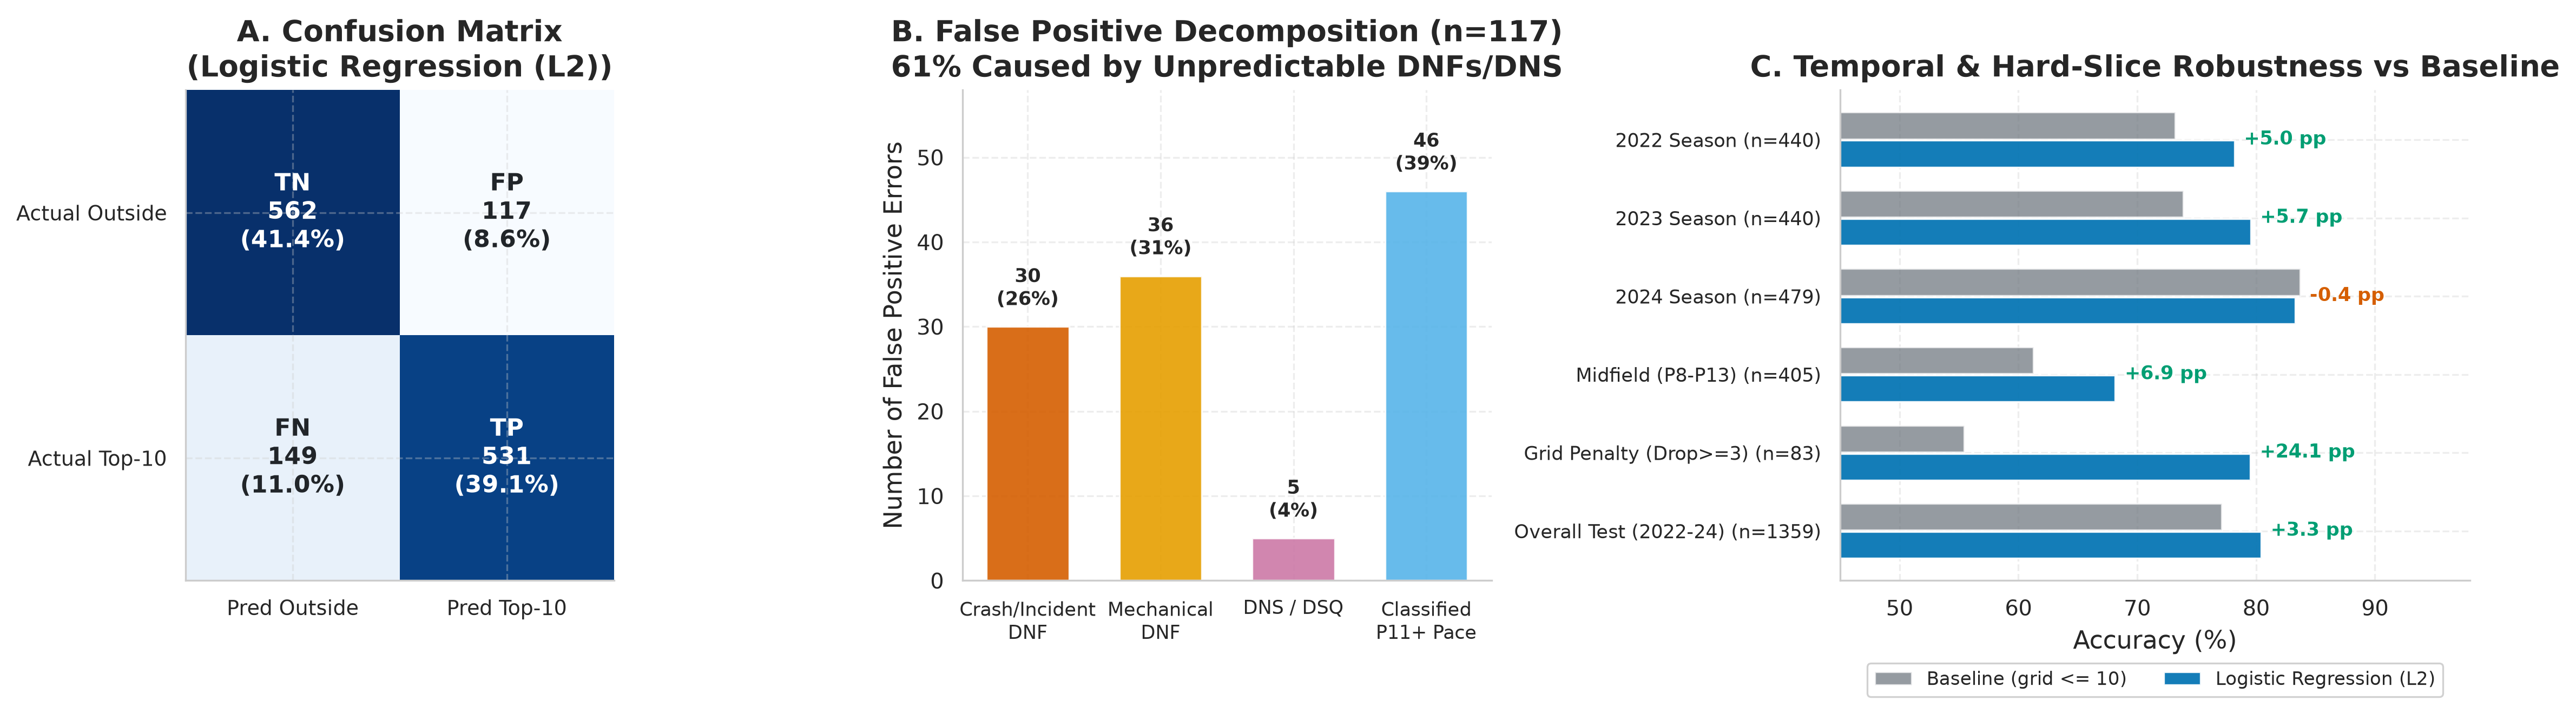 A. Confusion Matrix
(Logistic Regression (L2))
Actual Outside
Actual Top-10
TN
562
(41.4%)
FP
117
(8.6%)
FN
149
(11.0%)
TP
531
(39.1%)
Pred Outside
Pred Top-10
B. False Positive Decomposition (n=117)
61% Caused by Unpredictable DNFs/DNS
Number of False Positive Errors
50
40
30
20
10
0
30
(26%)
36
(31%)
5
(4%)
46
(39%)
Crash/Incident
DNF
Mechanical
DNF
DNS / DSQ
Classified
P11+ Pace
C. Temporal & Hard-Slice Robustness vs Baseline
2022 Season (n=440)
+5.0 pp
2023 Season (n=440)
+5.7 pp
2024 Season (n=479)
-0.4 pp
Midfield (P8-P13) (n=405)
+6.9 pp
Grid Penalty (Drop>=3) (n=83)
+24.1 pp
Overall Test (2022-24) (n=1359)
+3.3 pp
50
60
70
80
90
Accuracy (%)
Baseline (grid <= 10)
Logistic Regression (L2)